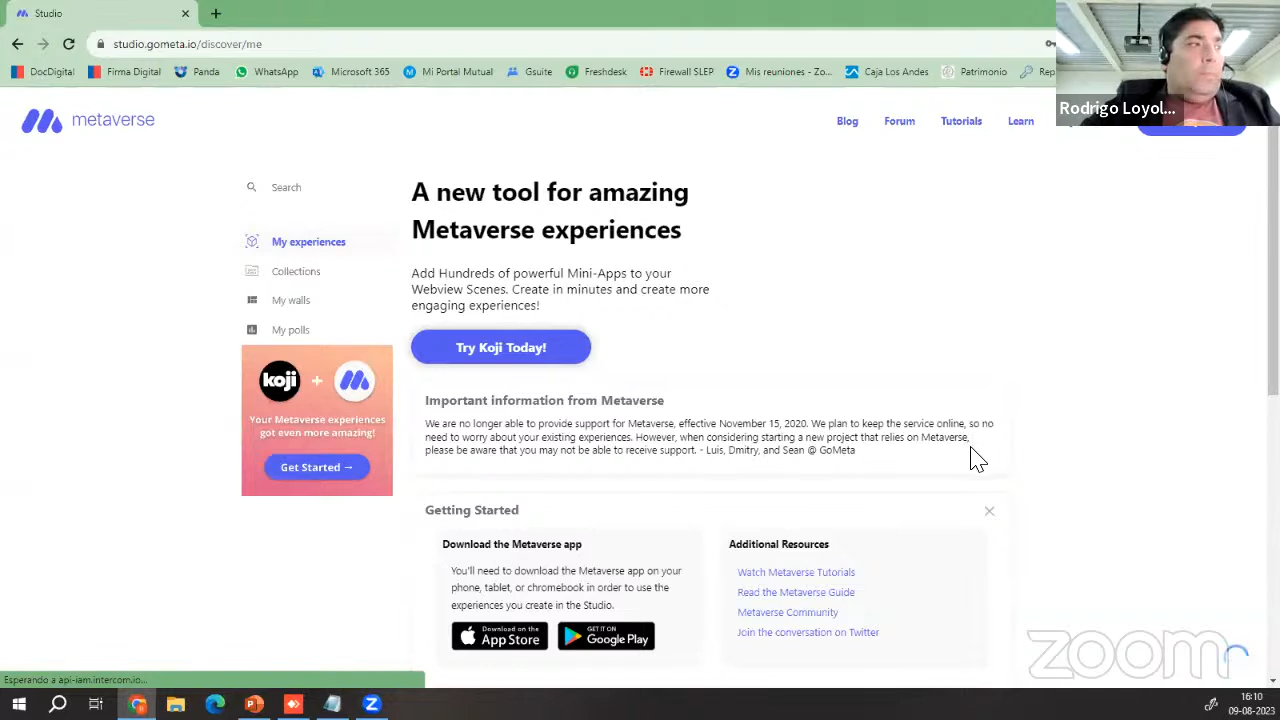 Studio
studio.gometa.io/discover/me
DocDigital
Firma Digital
Panda
WhatsApp
Microsoft 365
Mi Portal Mutual
Gsuite
Freshdesk
Firewall SLEP
Mis reuniones - Zo...
Caja Los Andes
Patrimonio
Rep
Rodrigo Loyol...
metaverse
Blog
Forum
Tutorials
Learn
Search
My experiences
Collections
My walls
My polls
koji +
Your Metaverse experiences
got even more amazing!
Get Started →
A new tool for amazing
Metaverse experiences
Add Hundreds of powerful Mini-Apps to your
Webview Scenes. Create in minutes and create more
engaging experiences!
Try Koji Today!
Important information from Metaverse
We are no longer able to provide support for Metaverse, effective November 15, 2020. We plan to keep the service online, so no
need to worry about your existing experiences. However, when considering starting a new project that relies on Metaverse,
please be aware that you may not be able to receive support. - Luis, Dmitry, and Sean @ GoMeta
Getting Started
Download the Metaverse app
You'll need to download the Metaverse app on your
phone, tablet, or chromebook in order to use the
experiences you create in the Studio.
Download on the
App Store
GET IT ON
Google Play
Additional Resources
Watch Metaverse Tutorials
Read the Metaverse Guide
Metaverse Community
Join the conversation on Twitter
zoom
Esperando a api-iam.intercom.io...
16:10
09-08-2023